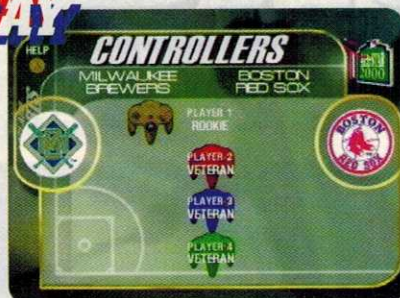 AY
HELP
CONTROLLERS
MILWAUKEE BREWERS
BOSTON RED SOX
2000
PLAYER 1
ROOKIE
BOSTON
RED SOX
PLAYER 2
VETERAN
PLAYER 3
VETERAN
PLAYER 4
VETERAN